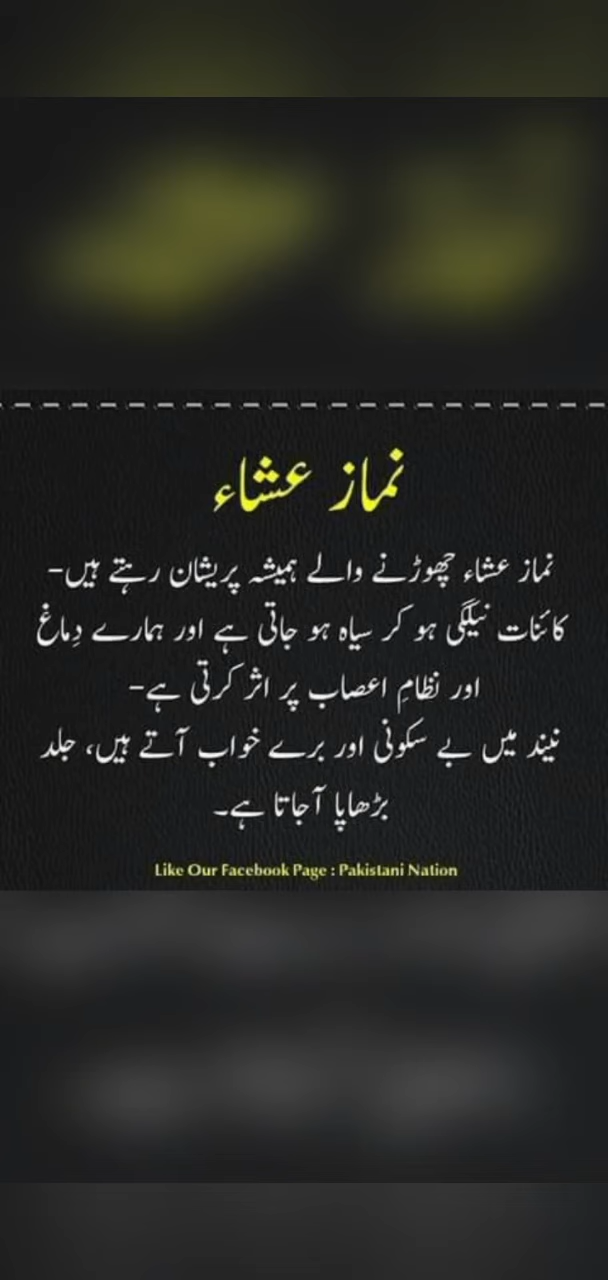 نماز عشاء
نماز عشاء چھوڑنے والے ہمیشہ پریشان رہتے ہیں-
کائنات نیلگی ہو کر سیاہ ہو جاتی ہے اور ہمارے دِماغ
اور نظامِ اعصاب پر اثر کرتی ہے-
نیند میں بے سکونی اور برے خواب آتے ہیں، جلد
بڑھاپا آجاتا ہے۔
Like Our Facebook Page : Pakistani Nation